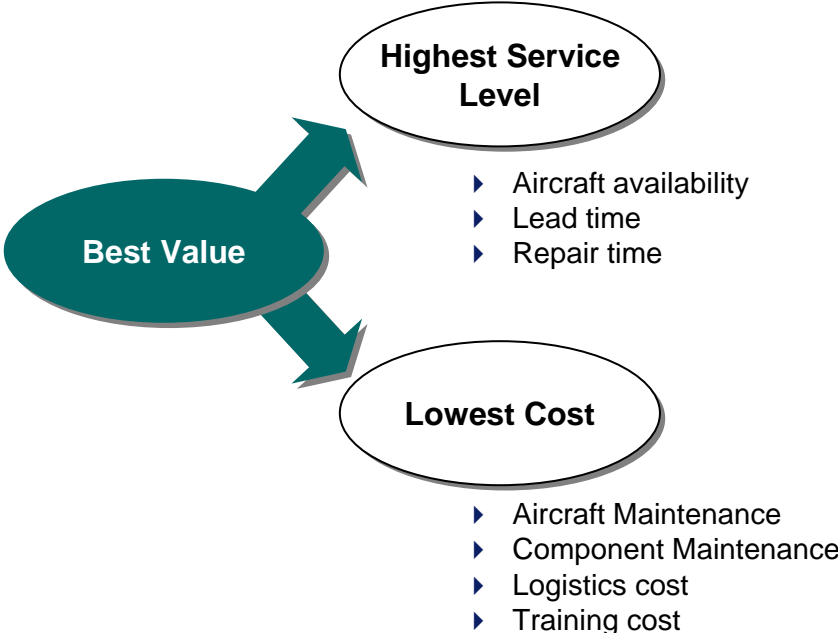 Highest Service
Level
Aircraft availability
Lead time
Repair time
Best Value
Lowest Cost
Aircraft Maintenance
Component Maintenance
Logistics cost
Training cost